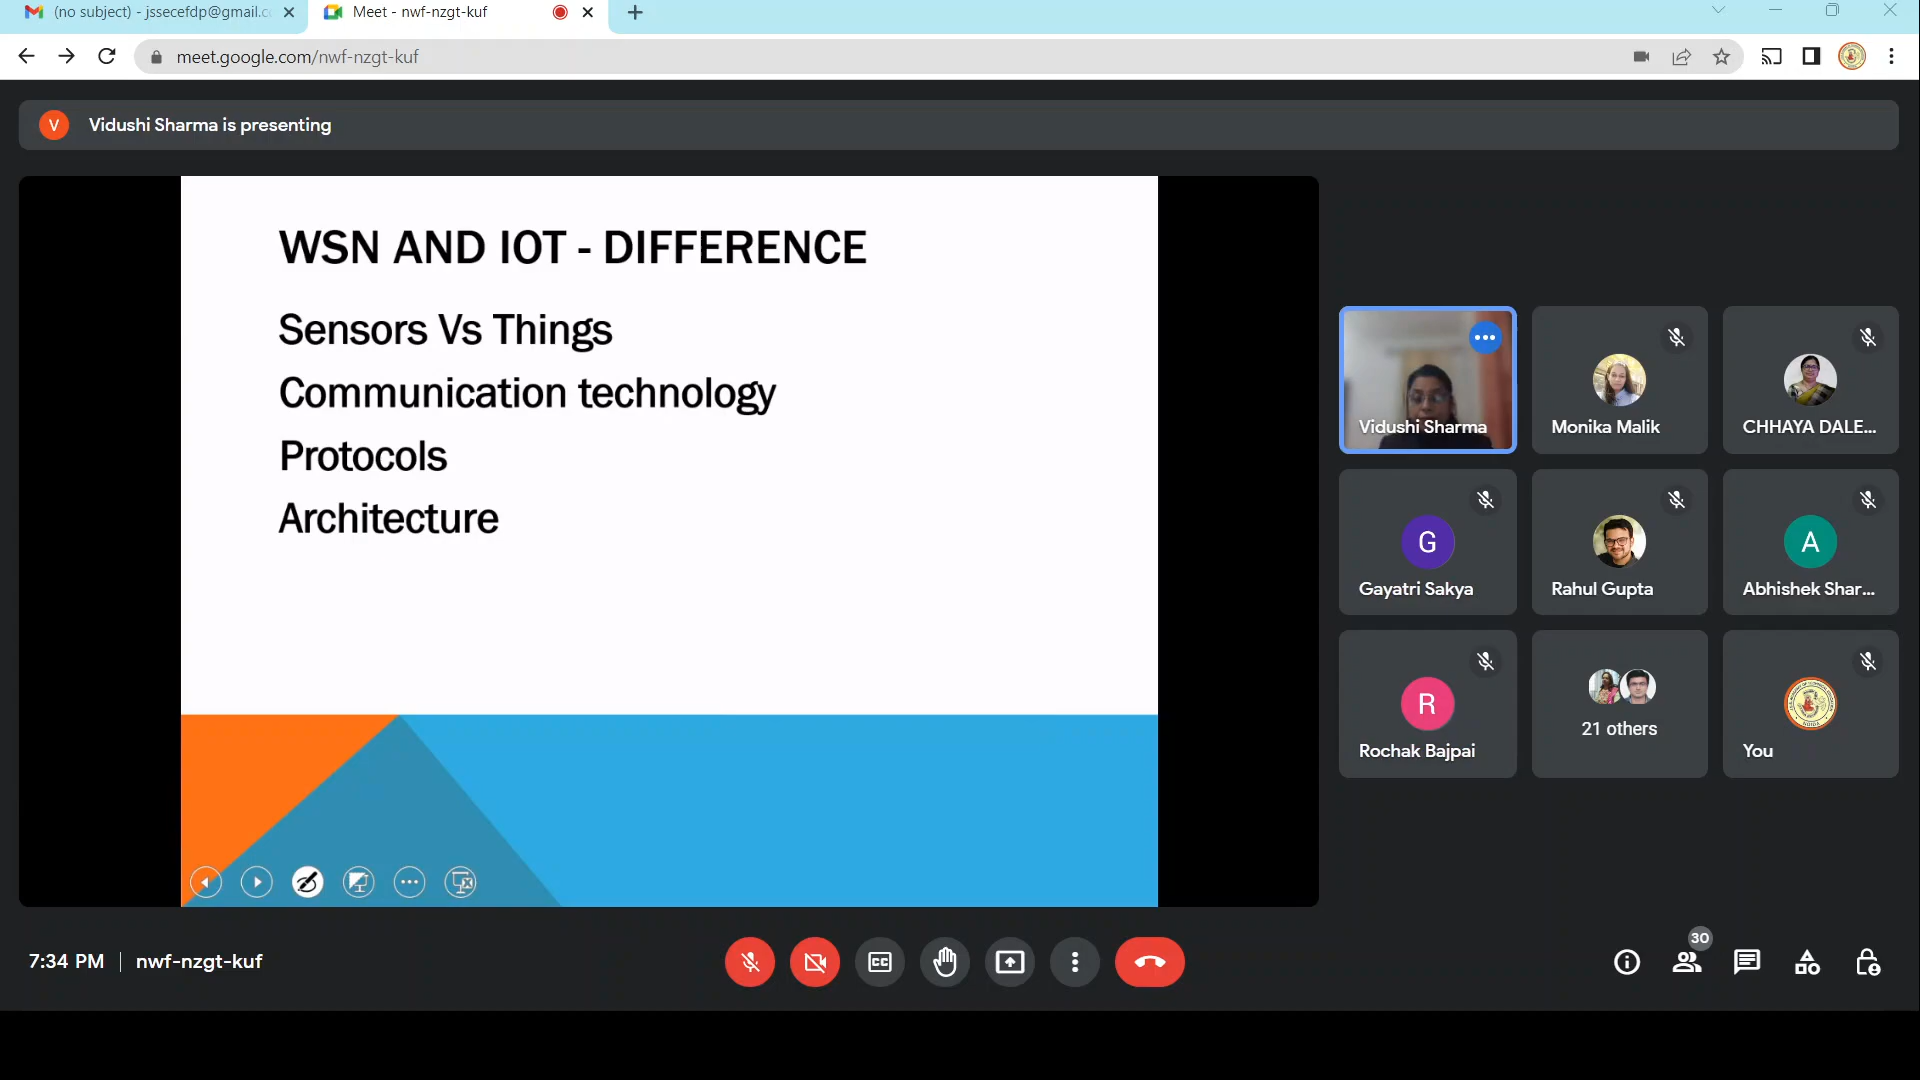 (no subject) - jssecefdp@gmail.c
Meet - nwf-nzgt-kuf
meet.google.com/nwf-nzgt-kuf
V
Vidushi Sharma is presenting
WSN AND IOT - DIFFERENCE
Sensors Vs Things
Communication technology
Protocols
Architecture
Vidushi Sharma
Monika Malik
CHHAYA DALE...
G
Gayatri Sakya
Rahul Gupta
A
Abhishek Shar...
R
Rochak Bajpai
21 others
You
7:34 PM | nwf-nzgt-kuf
CC
30